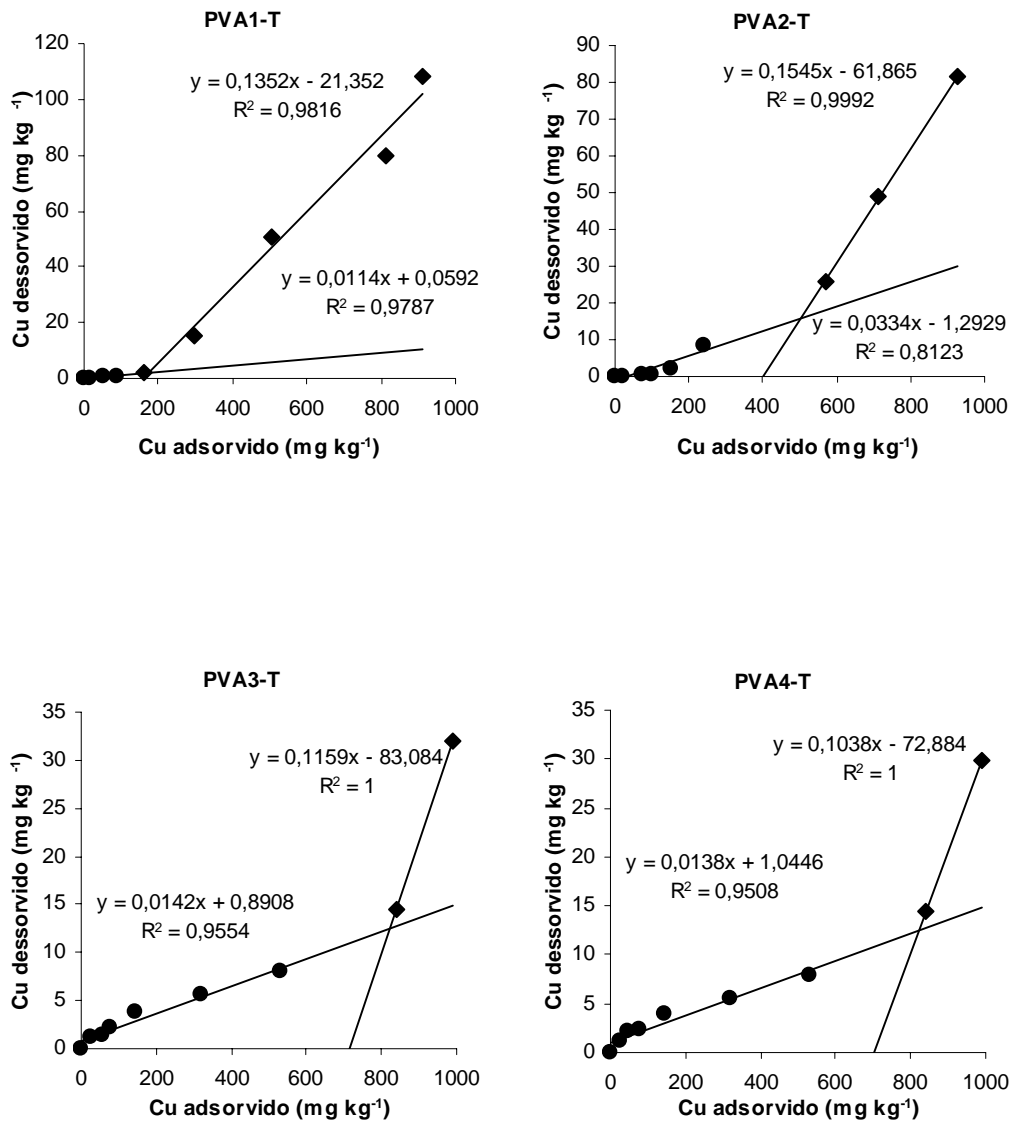 PVA1-T
120
100
80
60
40
20
0
Cu dessorvido (mg kg ⁻¹)
y = 0,1352x - 21,352
R² = 0,9816
y = 0,0114x + 0,0592
R² = 0,9787
0 200 400 600 800 1000
Cu adsorvido (mg kg⁻¹)
PVA2-T
90
80
70
60
50
40
30
20
10
0
Cu dessorvido (mg kg ⁻¹)
y = 0,1545x - 61,865
R² = 0,9992
y = 0,0334x - 1,2929
R² = 0,8123
0 200 400 600 800 1000
Cu adsorvido (mg kg⁻¹)
PVA3-T
35
30
25
20
15
10
5
0
Cu dessorvido (mg kg ⁻¹)
y = 0,1159x - 83,084
R² = 1
y = 0,0142x + 0,8908
R² = 0,9554
0 200 400 600 800 1000
Cu adsorvido (mg kg⁻¹)
PVA4-T
35
30
25
20
15
10
5
0
Cu dessorvido (mg kg ⁻¹)
y = 0,1038x - 72,884
R² = 1
y = 0,0138x + 1,0446
R² = 0,9508
0 200 400 600 800 1000
Cu adsorvido (mg kg⁻¹)